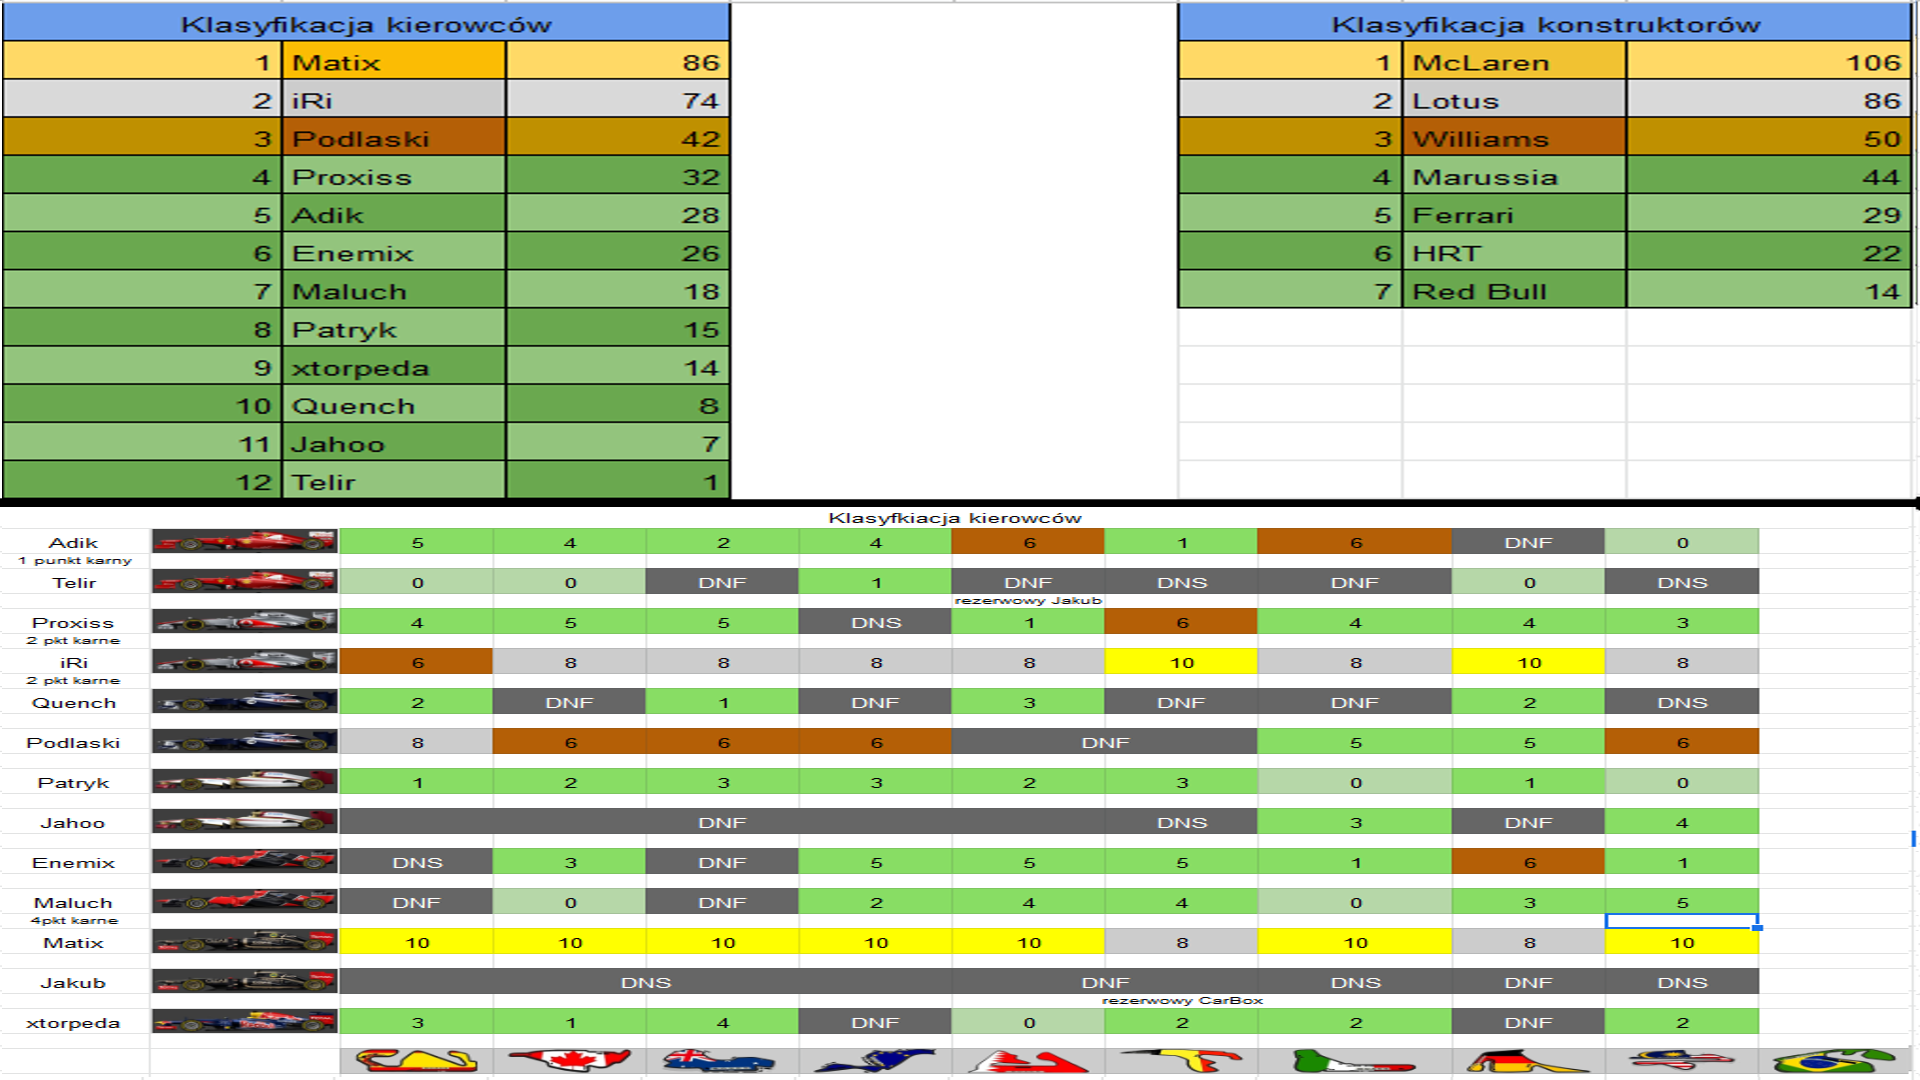 Klasyfikacja kierowców
1 Matix 86
2 iRi 74
3 Podlaski 42
4 Proxiss 32
5 Adik 28
6 Enemix 26
7 Maluch 18
8 Patryk 15
9 xtorpeda 14
10 Quench 8
11 Jahoo 7
12 Telir 1
Klasyfikacja konstruktorów
1 McLaren 106
2 Lotus 86
3 Williams 50
4 Marussia 44
5 Ferrari 29
6 HRT 22
7 Red Bull 14
Klasyfkiacja kierowców
Adik 5 4 2 4 6 1 6 DNF 0
1 punkt karny
Telir 0 0 DNF 1 DNF DNS DNF 0 DNS
rezerwowy Jakub
Proxiss 4 5 5 DNS 1 6 4 4 3
2 pkt karne
iRi 6 8 8 8 8 10 8 10 8
2 pkt karne
Quench 2 DNF 1 DNF 3 DNF DNF 2 DNS
Podlaski 8 6 6 6 DNF 5 5 6
Patryk 1 2 3 3 2 3 0 1 0
Jahoo DNF DNS 3 DNF 4
Enemix DNS 3 DNF 5 5 5 1 6 1
Maluch DNF 0 DNF 2 4 4 0 3 5
4pkt karne
Matix 10 10 10 10 10 8 10 8 10
Jakub DNS DNF DNS DNF DNS
rezerwowy CarBox
xtorpeda 3 1 4 DNF 0 2 2 DNF 2